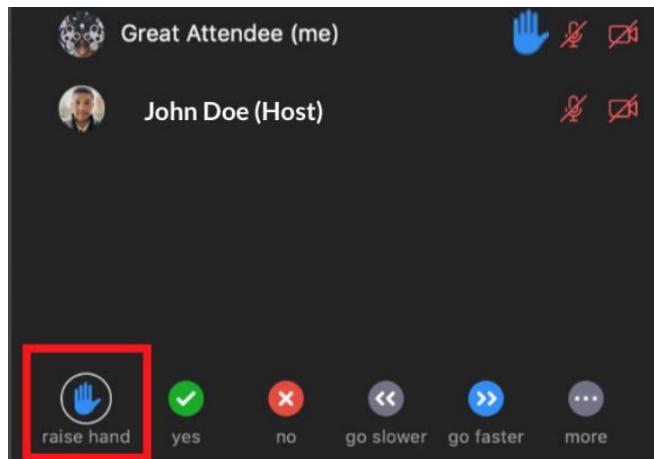 Great Attendee (me)
John Doe (Host)
raise hand yes no go slower go faster more